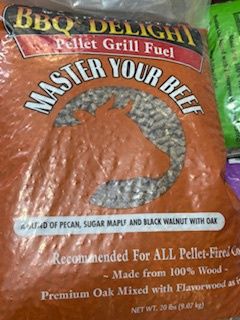 BBQ'RS DELIGHT
Pellet Grill Fuel
MASTER YOUR BEEF
A BLEND OF PECAN, SUGAR MAPLE AND BLACK WALNUT WITH OAK
Recommended For ALL Pellet-Fired
~ Made from 100% Wood ~
Premium Oak Mixed with Flavorwood as
NET WT. 20 lbs (9.07 kg)